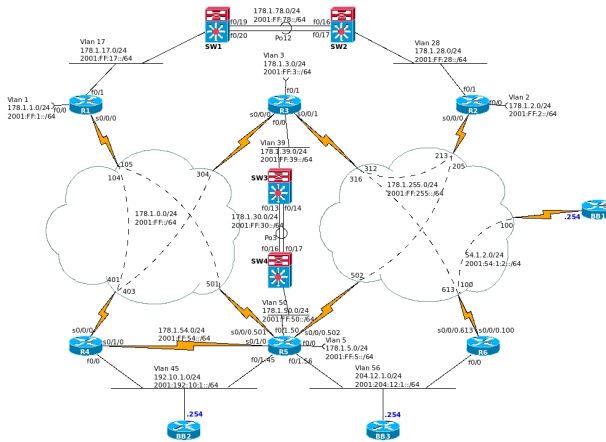 Vlan 17
178.1.17.0/24
2001:FF:17::/64
f0/19
f0/20
SW1
178.1.78.0/24
2001:FF:78::/64
Po12
f0/16
f0/17
SW2
Vlan 28
178.1.28.0/24
2001:FF:28::/64
Vlan 3
178.1.3.0/24
2001:FF:3::/64
Vlan 1
178.1.1.0/24
2001:FF:1::/64
f0/0
f0/1
R1
s0/0/0
f0/1
R3
s0/0/0
s0/0/1
f0/0
f0/1
R2
f0/0
s0/0/0
Vlan 2
178.1.2.0/24
2001:FF:2::/64
Vlan 39
178.1.39.0/24
2001:FF:39::/64
105
104
304
312
316
213
205
SW3
f0/13
f0/14
178.1.0.0/24
2001:FF::/64
178.1.30.0/24
2001:FF:30::/64
Po3
178.1.255.0/24
2001:FF:255::/64
BB1
.254
100
f0/16
f0/17
SW4
54.1.2.0/24
2001:54:1:2::/64
401
403
501
502
613
100
Vlan 50
178.1.50.0/24
2001:FF:50::/64
s0/0/0
s0/1/0
R4
f0/0
178.1.54.0/24
2001:FF:54::/64
s0/0/0.501
s0/1/0
f0/1.50
s0/0/0.502
R5
f0/0
f0/1.45
f0/1.56
Vlan 5
178.1.5.0/24
2001:FF:5::/64
s0/0/0.613
s0/0/0.100
R6
f0/0
Vlan 45
192.10.1.0/24
2001:192:10:1::/64
Vlan 56
204.12.1.0/24
2001:204:12:1::/64
.254
BB2
.254
BB3